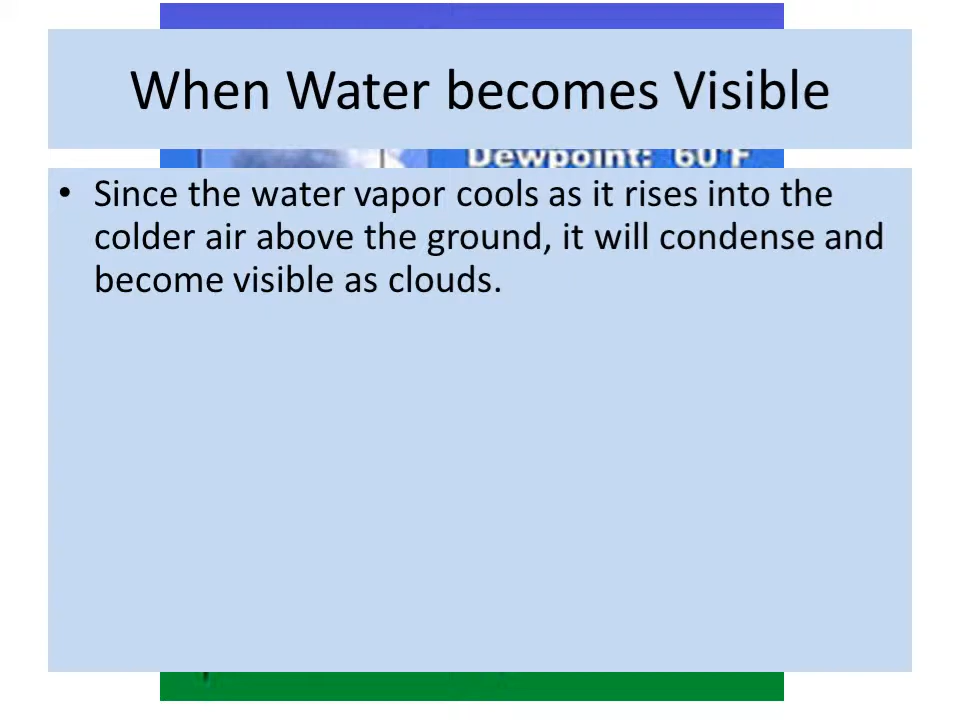 When Water becomes Visible
Dewpoint: 60°F
• Since the water vapor cools as it rises into the
colder air above the ground, it will condense and
become visible as clouds.